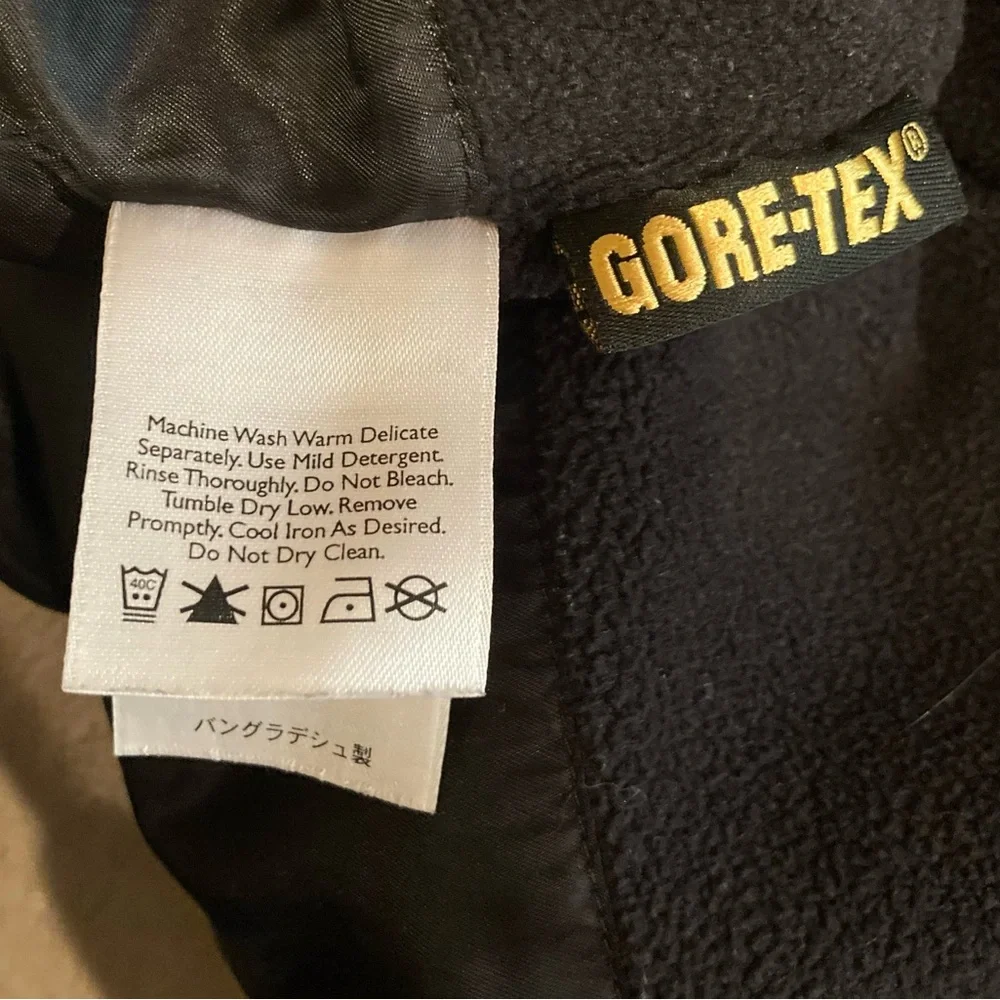 GORE-TEX®
Machine Wash Warm Delicate
Separately. Use Mild Detergent.
Rinse Thoroughly. Do Not Bleach.
Tumble Dry Low. Remove
Promptly. Cool Iron As Desired.
Do Not Dry Clean.
40C
バングラデシュ製